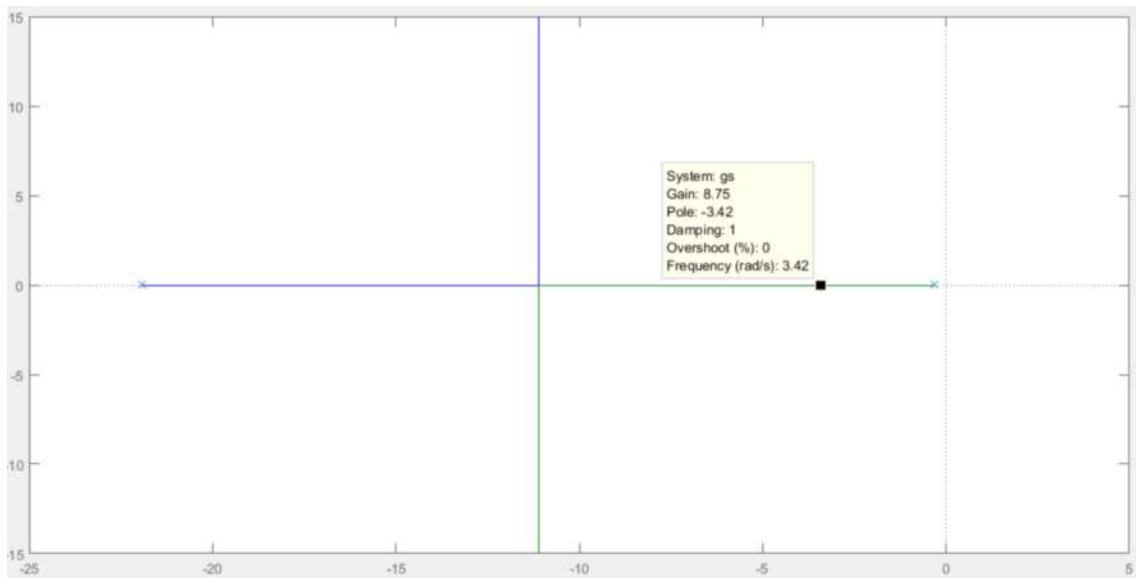 15
10
5
0
-5
-10
-15
-25
-20
-15
-10
-5
0
5
System: gs
Gain: 8.75
Pole: -3.42
Damping: 1
Overshoot (%): 0
Frequency (rad/s): 3.42